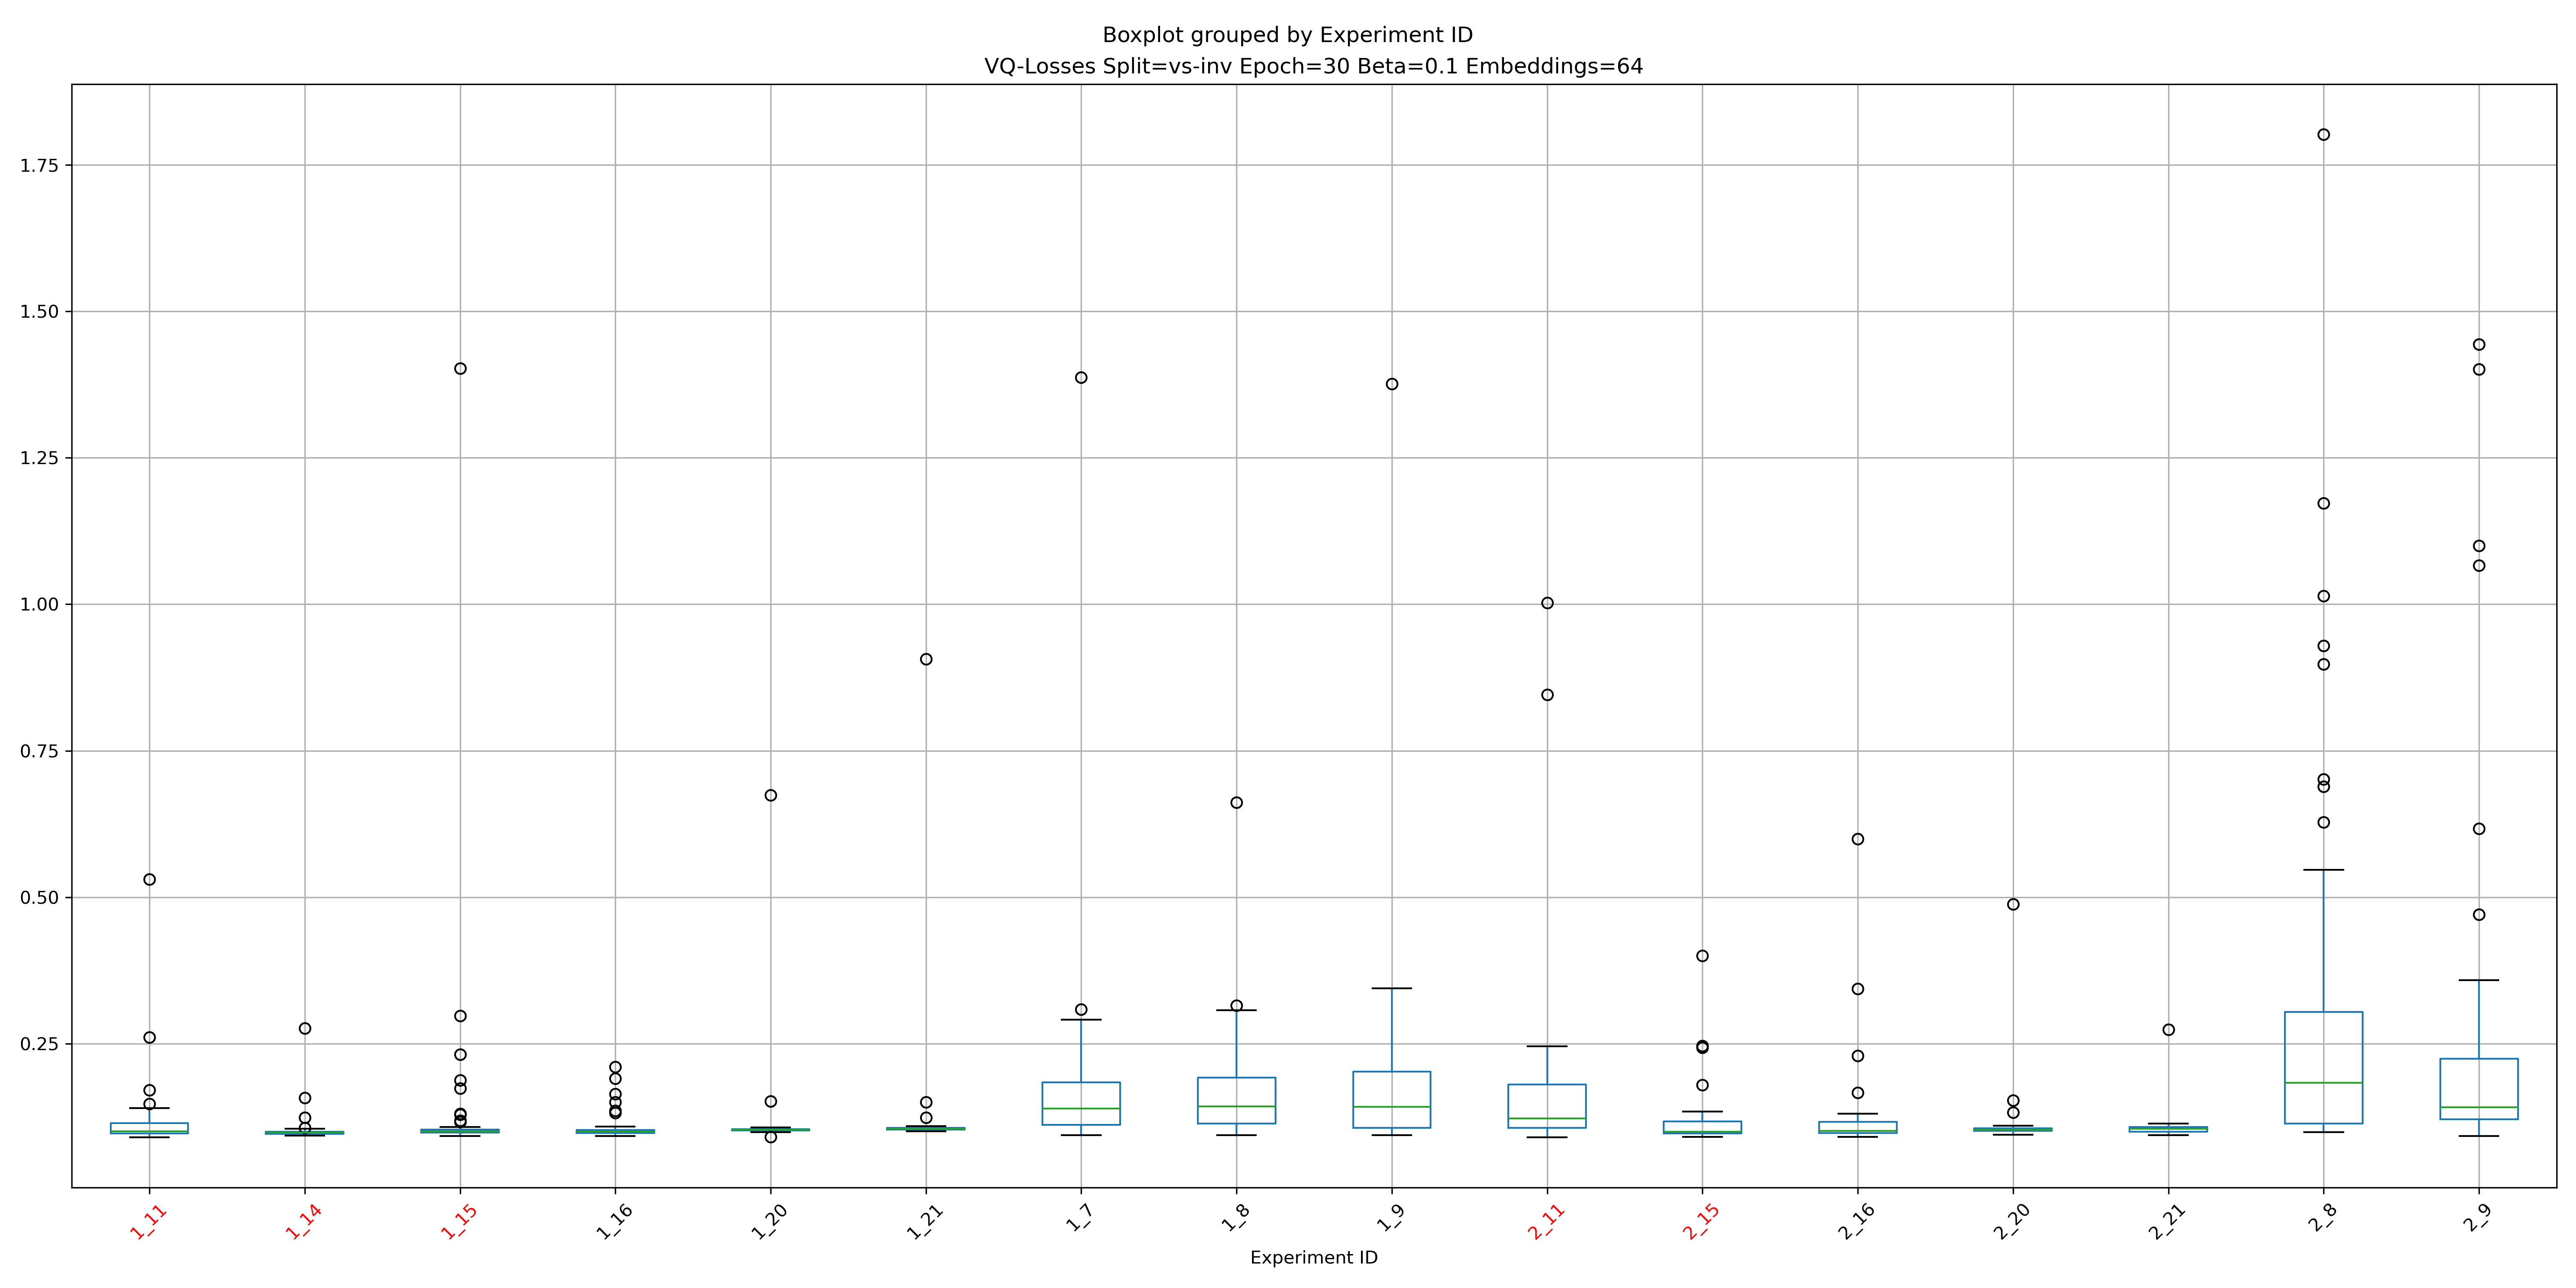 Boxplot grouped by Experiment ID
VQ-Losses Split=vs-inv Epoch=30 Beta=0.1 Embeddings=64
1.75
1.50
1.25
1.00
0.75
0.50
0.25
1_11 1_14 1_15 1_16 1_20 1_21 1_7 1_8 1_9 2_11 2_15 2_16 2_20 2_21 2_8 2_9
Experiment ID